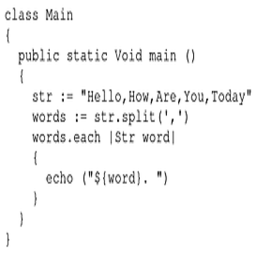 class Main
{
  public static Void main ()
  {
    str := "Hello,How,Are,You,Today"
    words := str.split(',')
    words.each |Str word|
    {
      echo ("${word}. ")
    }
  }
}